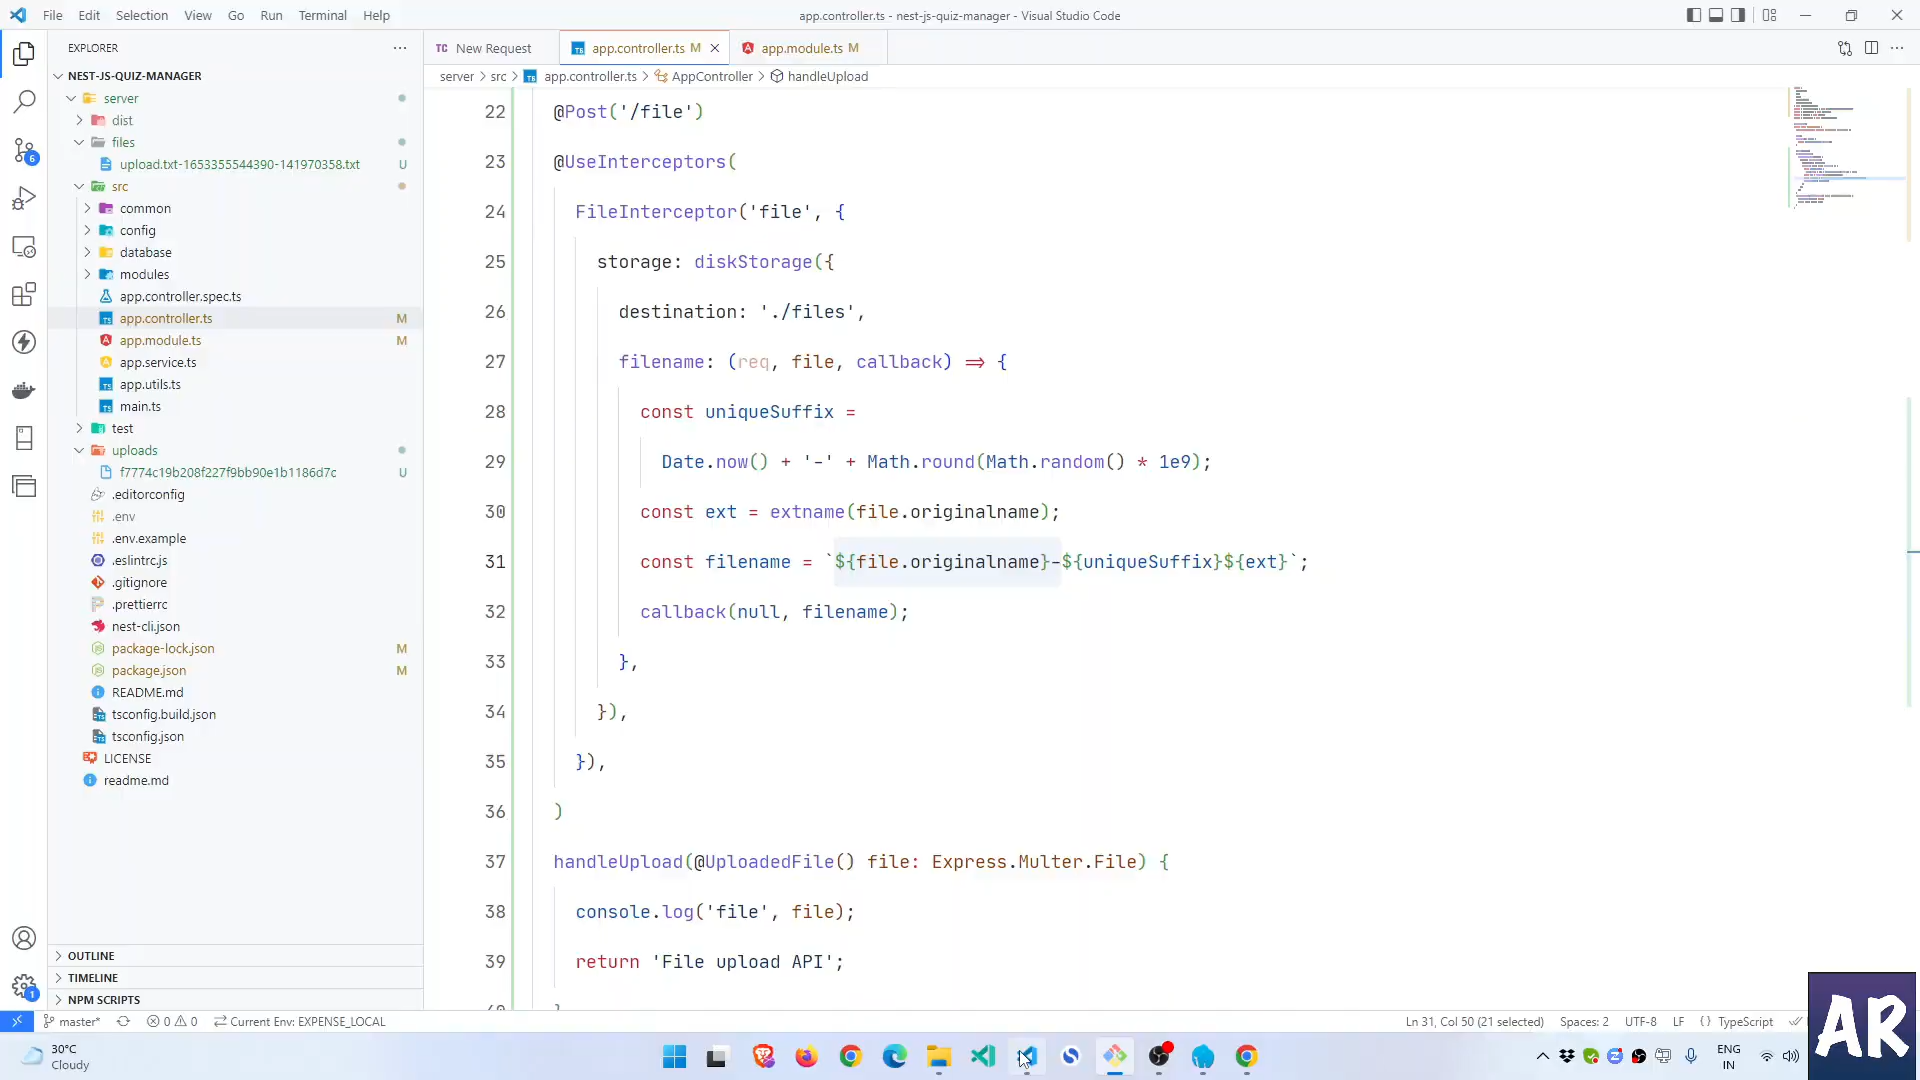 File Edit Selection View Go Run Terminal Help
app.controller.ts - nest-js-quiz-manager - Visual Studio Code
EXPLORER
TC New Request
TS app.controller.ts M
app.module.ts M
server > src > TS app.controller.ts > AppController > handleUpload
NEST-JS-QUIZ-MANAGER
server
dist
files
upload.txt-1653355544390-141970358.txt U
src
common
config
database
modules
app.controller.spec.ts
app.controller.ts M
app.module.ts M
app.service.ts
app.utils.ts
main.ts
test
uploads
f7774c19b208f227f9bb90e1b1186d7c U
.editorconfig
.env
.env.example
.eslintrc.js
.gitignore
.prettierrc
nest-cli.json
package-lock.json M
package.json M
README.md
tsconfig.build.json
tsconfig.json
LICENSE
readme.md
OUTLINE
TIMELINE
NPM SCRIPTS
6
1
22 @Post('/file')
23 @UseInterceptors(
24 FileInterceptor('file', {
25 storage: diskStorage({
26 destination: './files',
27 filename: (req, file, callback) => {
28 const uniqueSuffix =
29 Date.now() + '-' + Math.round(Math.random() * 1e9);
30 const ext = extname(file.originalname);
31 const filename = `${file.originalname}-${uniqueSuffix}${ext}`;
32 callback(null, filename);
33 },
34 }),
35 }),
36 )
37 handleUpload(@UploadedFile() file: Express.Multer.File) {
38 console.log('file', file);
39 return 'File upload API';
master* 0 0 Current Env: EXPENSE_LOCAL
Ln 31, Col 50 (21 selected) Spaces: 2 UTF-8 LF { } TypeScript
30°C
Cloudy
ENG
IN
AR